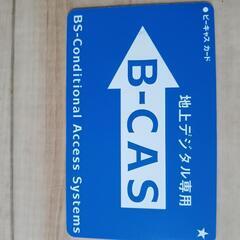 ●ビーキャス カード
地上デジタル専用
B-CAS
BS-Conditional Access Systems
★